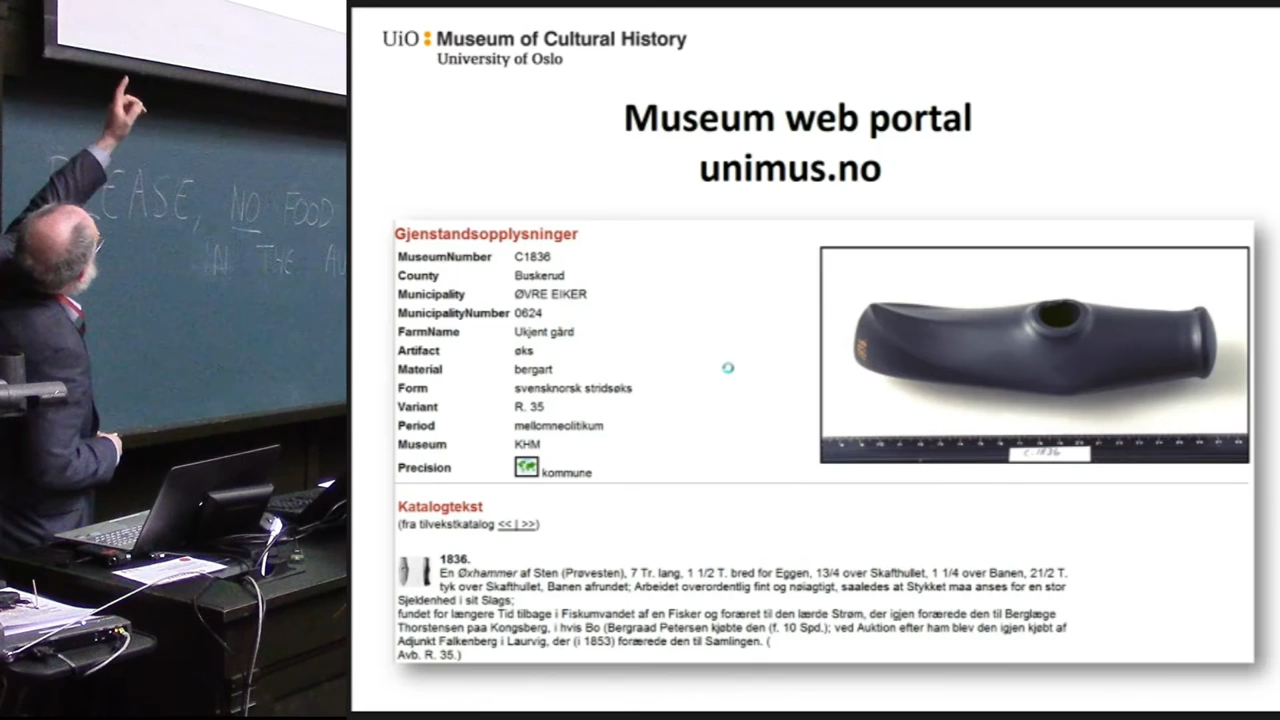 PLEASE, NO FOOD
IN THE
UiO Museum of Cultural History
University of Oslo
Museum web portal
unimus.no
Gjenstandsopplysninger
MuseumNumber C1836
County Buskerud
Municipality ØVRE EIKER
MunicipalityNumber 0624
FarmName Ukjent gård
Artifact øks
Material bergart
Form svensknorsk stridsøks
Variant R. 35
Period mellomneolitikum
Museum KHM
Precision kommune
C. 1836
Katalogtekst
(fra tilvekstkatalog << | >>)
1836.
En Øxhammer af Sten (Prøvesten), 7 Tr. lang, 1 1/2 T. bred for Eggen, 13/4 over Skafthullet, 1 1/4 over Banen, 21/2 T.
tyk over Skafthullet, Banen afrundet; Arbeidet overordentlig fint og nøiagtigt, saaledes at Stykket maa anses for en stor
Sjeldenhed i sit Slags;
fundet for længere Tid tilbage i Fiskumvandet af en Fisker og foræret til den lærde Strøm, der igjen forærede den til Berglæge
Thorstensen paa Kongsberg, i hvis Bo (Bergraad Petersen kjøbte den (f. 10 Spd.); ved Auktion efter ham blev den igjen kjøbt af
Adjunkt Falkenberg i Laurvig, der (i 1853) forærede den til Samlingen. (
Avb. R. 35.)